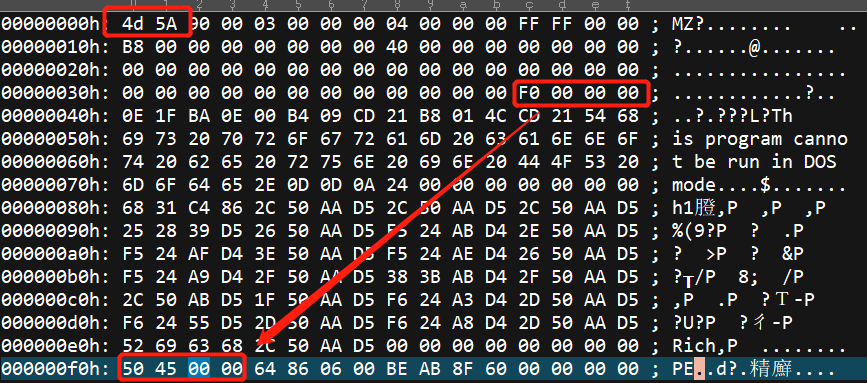 00000000h: 4d 5A 90 00 03 00 00 00 04 00 00 00 FF FF 00 00 ; MZ?........ ..
00000010h: B8 00 00 00 00 00 00 00 40 00 00 00 00 00 00 00 ; ?......@.......
00000020h: 00 00 00 00 00 00 00 00 00 00 00 00 00 00 00 00 ; ................
00000030h: 00 00 00 00 00 00 00 00 00 00 00 00 F0 00 00 00 ; ............?..
00000040h: 0E 1F BA 0E 00 B4 09 CD 21 B8 01 4C CD 21 54 68 ; ..?.???L?Th
00000050h: 69 73 20 70 72 6F 67 72 61 6D 20 63 61 6E 6E 6F ; is program canno
00000060h: 74 20 62 65 20 72 75 6E 20 69 6E 20 44 4F 53 20 ; t be run in DOS
00000070h: 6D 6F 64 65 2E 0D 0D 0A 24 00 00 00 00 00 00 00 ; mode....$.......
00000080h: 68 31 C4 86 2C 50 AA D5 2C 50 AA D5 2C 50 AA D5 ; h1膯,P ,P ,P
00000090h: 25 28 39 D5 26 50 AA D5 F5 24 AB D4 2E 50 AA D5 ; %(9?P ? .P
000000a0h: F5 24 AF D4 3E 50 AA D5 F5 24 AE D4 26 50 AA D5 ; ? >P ? &P
000000b0h: F5 24 A9 D4 2F 50 AA D5 38 3B AB D4 2F 50 AA D5 ; /P 8; /P
000000c0h: 2C 50 AB D5 1F 50 AA D5 F6 24 A3 D4 2D 50 AA D5 ; ,P .P -P
000000d0h: F6 24 55 D5 2D 50 AA D5 F6 24 A8 D4 2D 50 AA D5 ; ?U?P ?彳-P
000000e0h: 52 69 63 68 2C 50 AA D5 00 00 00 00 00 00 00 00 ; Rich,P ........
000000f0h: 50 45 00 00 64 86 06 00 BE AB 8F 60 00 00 00 00 ; PE..d?.精廨....